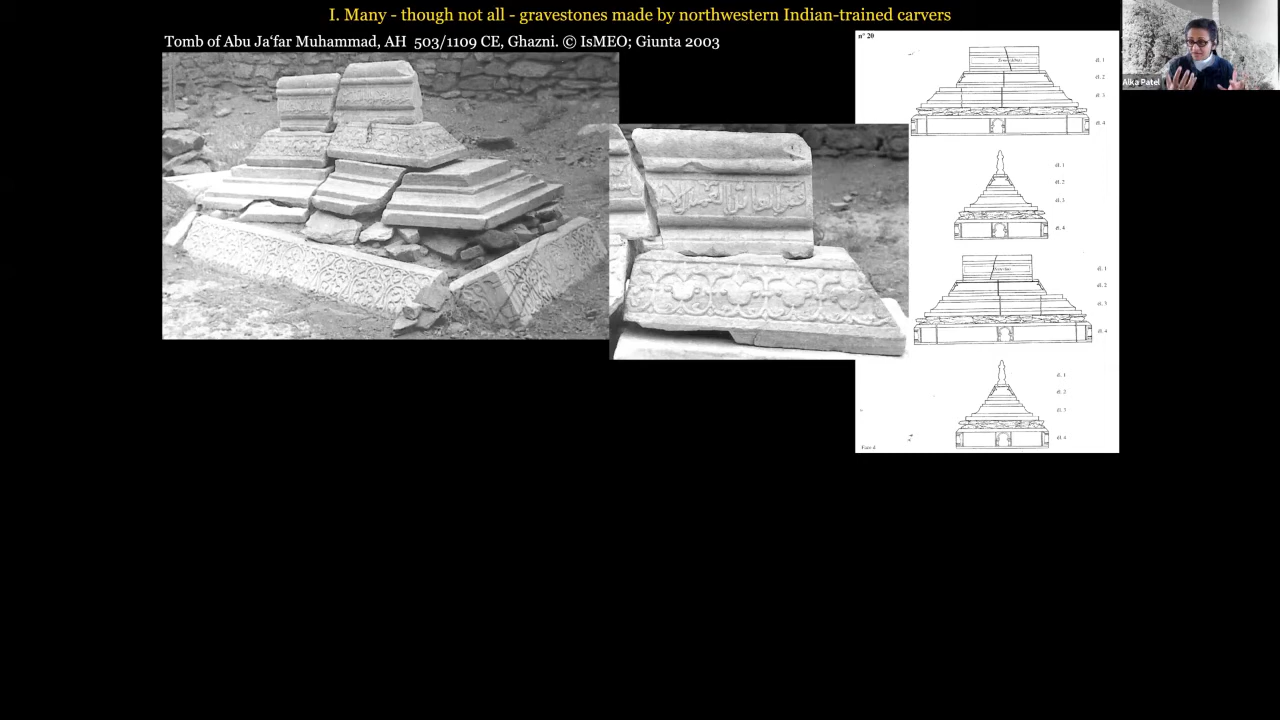 I. Many - though not all - gravestones made by northwestern Indian-trained carvers
Tomb of Abu Ja‘far Muhammad, AH 503/1109 CE, Ghazni. © IsMEO; Giunta 2003
n° 20
Alka Patel